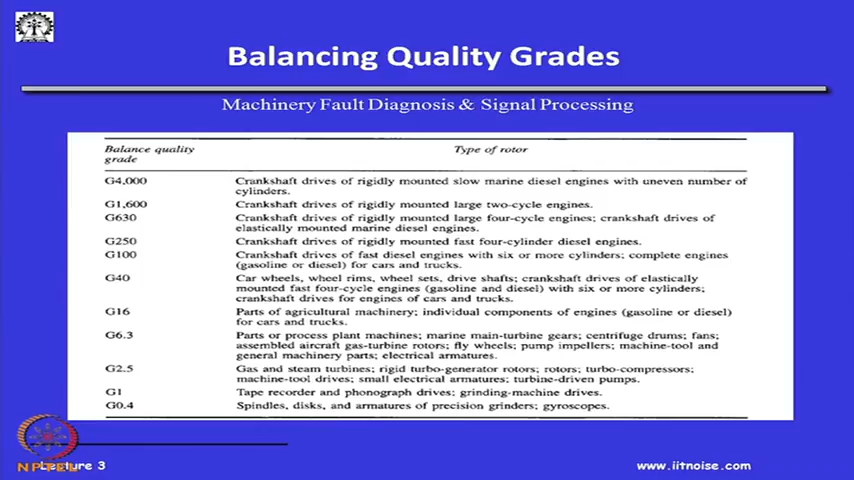 Balancing Quality Grades
Machinery Fault Diagnosis & Signal Processing
Balance quality grade Type of rotor
G4,000 Crankshaft drives of rigidly mounted slow marine diesel engines with uneven number of
cylinders.
G1,600 Crankshaft drives of rigidly mounted large two-cycle engines.
G630 Crankshaft drives of rigidly mounted large four-cycle engines; crankshaft drives of
elastically mounted marine diesel engines.
G250 Crankshaft drives of rigidly mounted fast four-cylinder diesel engines.
G100 Crankshaft drives of fast diesel engines with six or more cylinders; complete engines
(gasoline or diesel) for cars and trucks.
G40 Car wheels, wheel rims, wheel sets, drive shafts; crankshaft drives of elastically
mounted fast four-cycle engines (gasoline and diesel) with six or more cylinders;
crankshaft drives for engines of cars and trucks.
G16 Parts of agricultural machinery; individual components of engines (gasoline or diesel)
for cars and trucks.
G6.3 Parts or process plant machines; marine main-turbine gears; centrifuge drums; fans;
assembled aircraft gas-turbine rotors; fly wheels; pump impellers; machine-tool and
general machinery parts; electrical armatures.
G2.5 Gas and steam turbines; rigid turbo-generator rotors; rotors; turbo-compressors;
machine-tool drives; small electrical armatures; turbine-driven pumps.
G1 Tape recorder and phonograph drives; grinding-machine drives.
G0.4 Spindles, disks, and armatures of precision grinders; gyroscopes.
NPTEL
Lecture 3
www.iitnoise.com